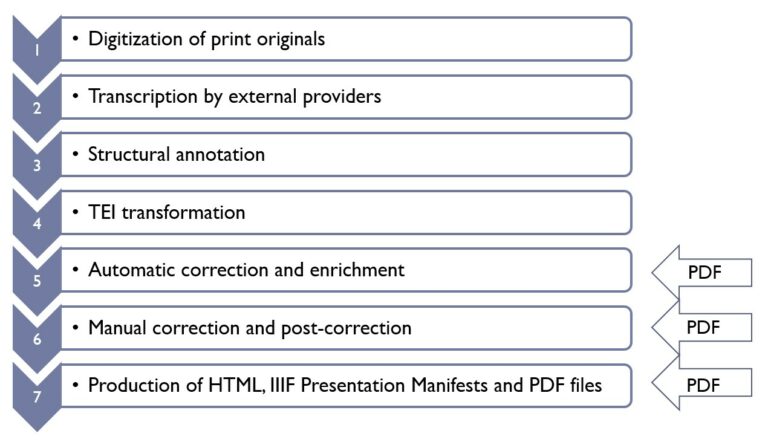 1
• Digitization of print originals
2
• Transcription by external providers
3
• Structural annotation
4
• TEI transformation
5
• Automatic correction and enrichment
PDF
6
• Manual correction and post-correction
PDF
7
• Production of HTML, IIIF Presentation Manifests and PDF files
PDF